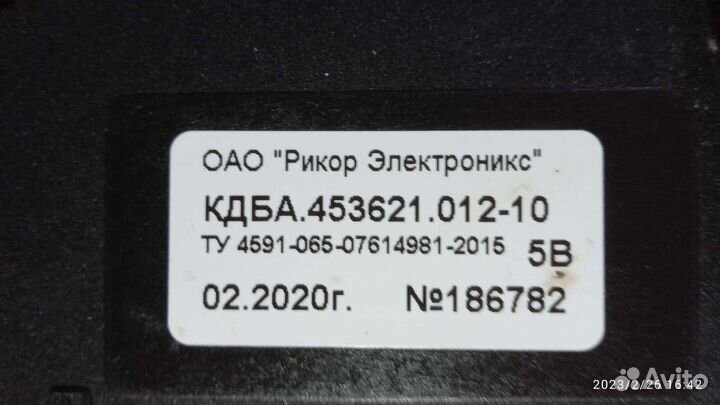 ОАО "Рикор Электроникс"
КДБА.453621.012-10
ТУ 4591-065-07614981-2015 5В
02.2020г. №186782
Avito
2023/2/26 16:42